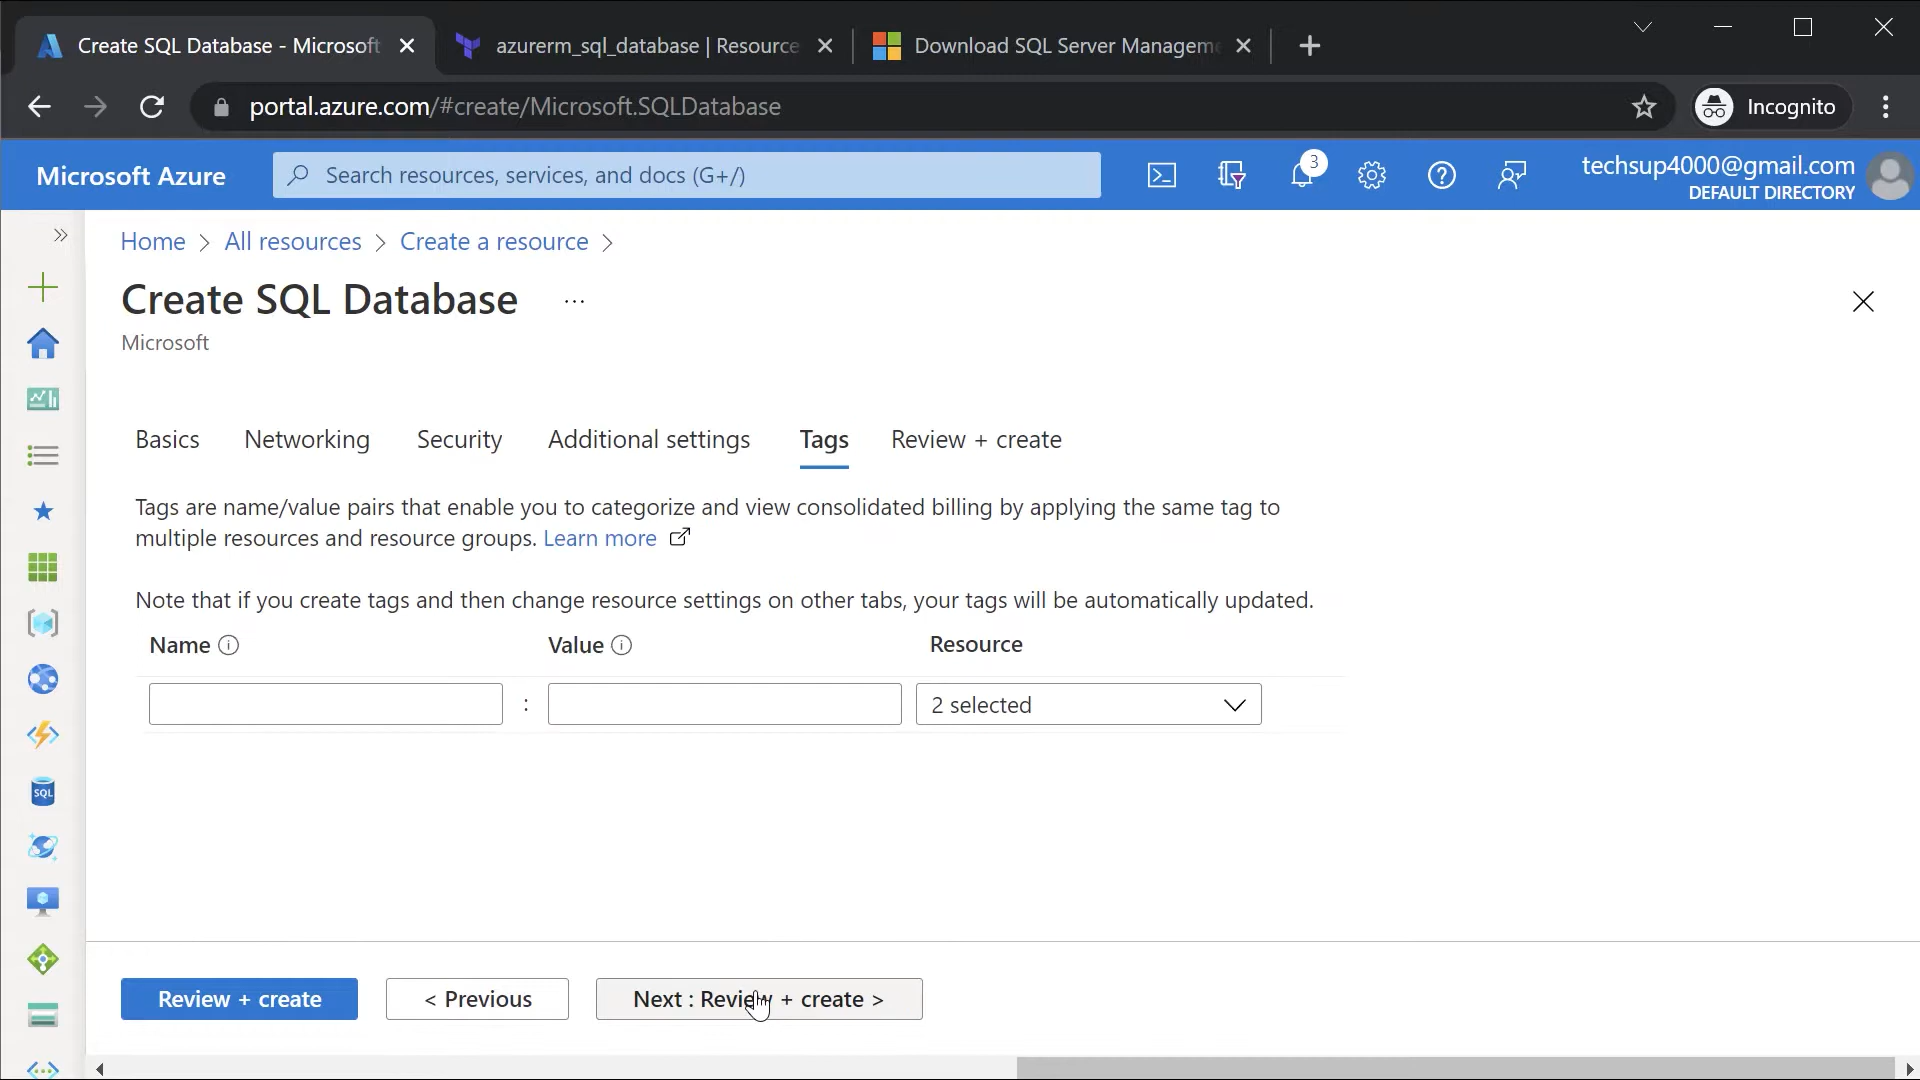 Create SQL Database - Microsoft
azurerm_sql_database | Resource
Download SQL Server Managem
portal.azure.com/#create/Microsoft.SQLDatabase
Incognito
Microsoft Azure
Search resources, services, and docs (G+/)
3
techsup4000@gmail.com
DEFAULT DIRECTORY
Home > All resources > Create a resource >
Create SQL Database ...
Microsoft
Basics Networking Security Additional settings Tags Review + create
Tags are name/value pairs that enable you to categorize and view consolidated billing by applying the same tag to
multiple resources and resource groups. Learn more
Note that if you create tags and then change resource settings on other tabs, your tags will be automatically updated.
Name Value Resource
: 2 selected
SQL
Review + create < Previous Next : Review + create >